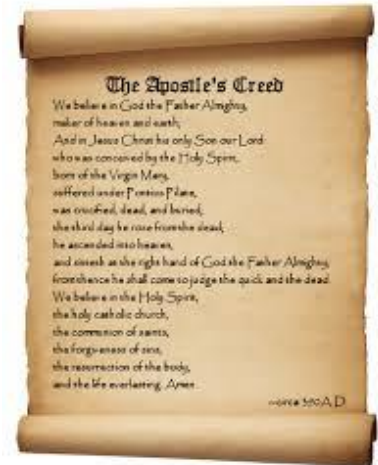 The Apostle's Creed
We believe in God the Father Almighty,
maker of heaven and earth;
And in Jesus Christ his only Son our Lord:
who was conceived by the Holy Spirit,
born of the Virgin Mary,
suffered under Pontius Pilate,
was crucified, dead, and buried;
the third day he rose from the dead;
he ascended into heaven,
and sitteth at the right hand of God the Father Almighty;
from thence he shall come to judge the quick and the dead.
We believe in the Holy Spirit,
the holy catholic church,
the communion of saints,
the forgiveness of sins,
the resurrection of the body,
and the life everlasting. Amen.
~circa A.D.